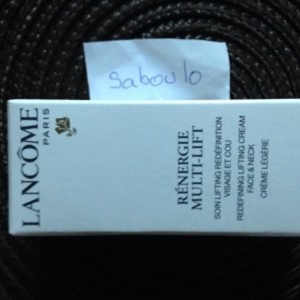 Saboulo
LANCÔME
PARIS
RÉNERGIE
MULTI-LIFT
SOIN LIFTING REDÉFINITION
VISAGE ET COU
REDEFINING LIFTING CREAM
FACE & NECK
CRÈME LÉGÈRE